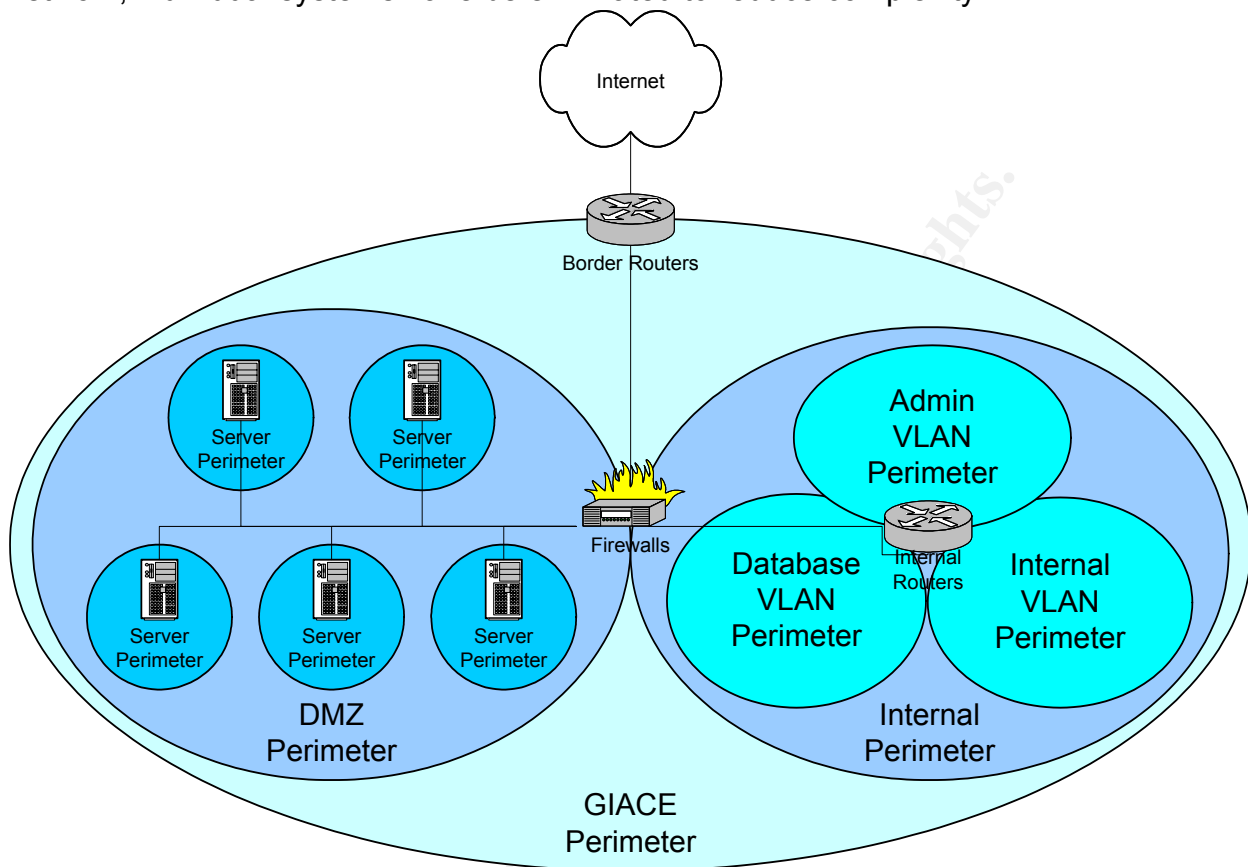 Internet
ghts.
Border Routers
Server
Perimeter
Server
Perimeter
Admin
VLAN
Perimeter
Firewalls
Internal
Routers
Database
VLAN
Perimeter
Internal
VLAN
Perimeter
Server
Perimeter
Server
Perimeter
Server
Perimeter
DMZ
Perimeter
Internal
Perimeter
GIACE
Perimeter